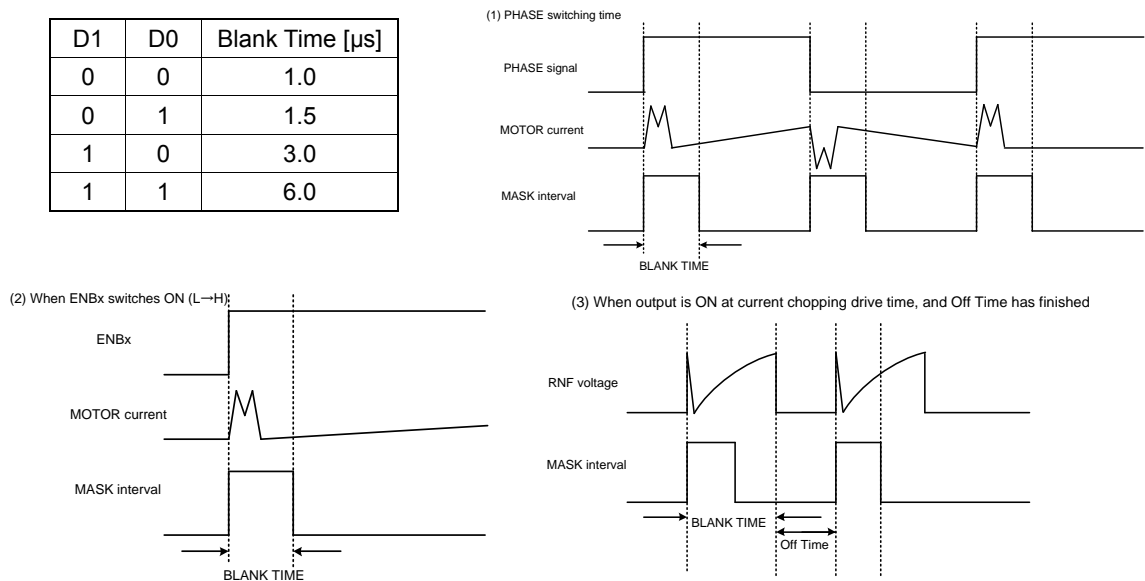 D1 D0 Blank Time [μs]
0 0 1.0
0 1 1.5
1 0 3.0
1 1 6.0
(1) PHASE switching time
PHASE signal
MOTOR current
MASK interval
BLANK TIME
(2) When ENBx switches ON (L→H)
ENBx
MOTOR current
MASK interval
BLANK TIME
(3) When output is ON at current chopping drive time, and Off Time has finished
RNF voltage
MASK interval
BLANK TIME
Off Time